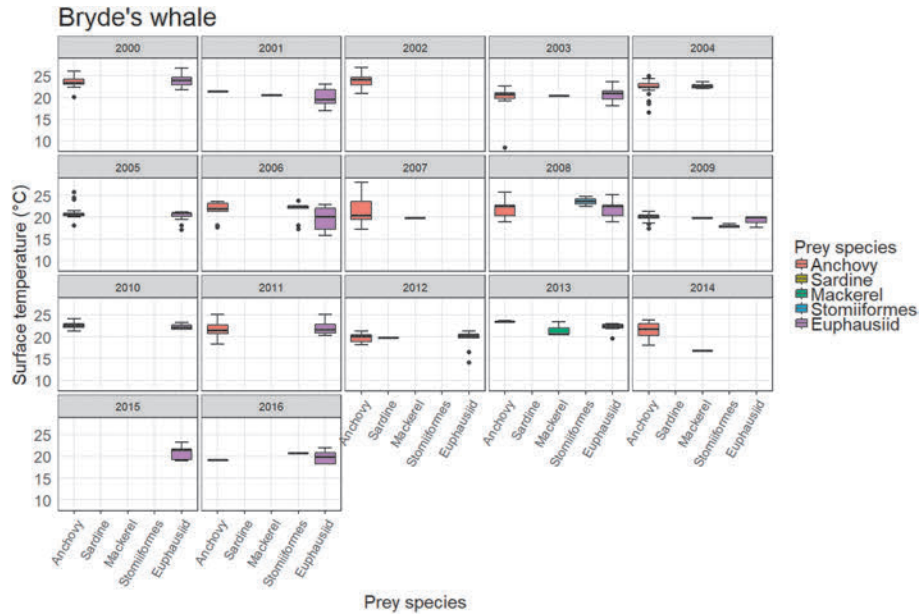 Bryde's whale
2000 2001 2002 2003 2004
25
20
15
10
2005 2006 2007 2008 2009
25
20
15
10
2010 2011 2012 2013 2014
25
20
15
10
2015 2016
25
20
15
10
Surface temperature (°C)
Anchovy Sardine Mackerel Stomiiformes Euphausiid
Anchovy Sardine Mackerel Stomiiformes Euphausiid
Anchovy Sardine Mackerel Stomiiformes Euphausiid
Anchovy Sardine Mackerel Stomiiformes Euphausiid
Anchovy Sardine Mackerel Stomiiformes Euphausiid
Prey species
Prey species
Anchovy
Sardine
Mackerel
Stomiiformes
Euphausiid